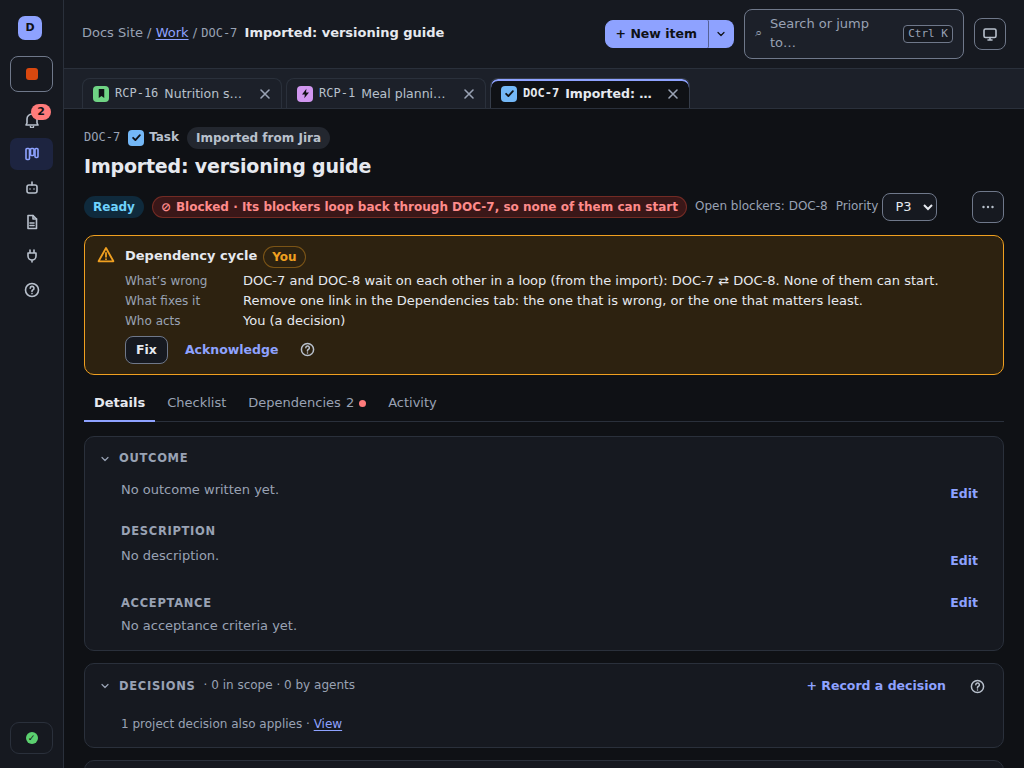 D
Docs Site / Work / DOC-7 Imported: versioning guide
+ New item
Search or jump
to…
Ctrl K
2
RCP-16 Nutrition s…
RCP-1 Meal planni…
DOC-7 Imported: …
DOC-7 Task Imported from Jira
Imported: versioning guide
Ready
Blocked · Its blockers loop back through DOC-7, so none of them can start
Open blockers: DOC-8 Priority P3
Dependency cycle You
What's wrong DOC-7 and DOC-8 wait on each other in a loop (from the import): DOC-7 ⇄ DOC-8. None of them can start.
What fixes it Remove one link in the Dependencies tab: the one that is wrong, or the one that matters least.
Who acts You (a decision)
Fix Acknowledge
Details Checklist Dependencies 2 Activity
OUTCOME
No outcome written yet.
Edit
DESCRIPTION
No description.
Edit
ACCEPTANCE
Edit
No acceptance criteria yet.
DECISIONS · 0 in scope · 0 by agents
+ Record a decision
1 project decision also applies · View